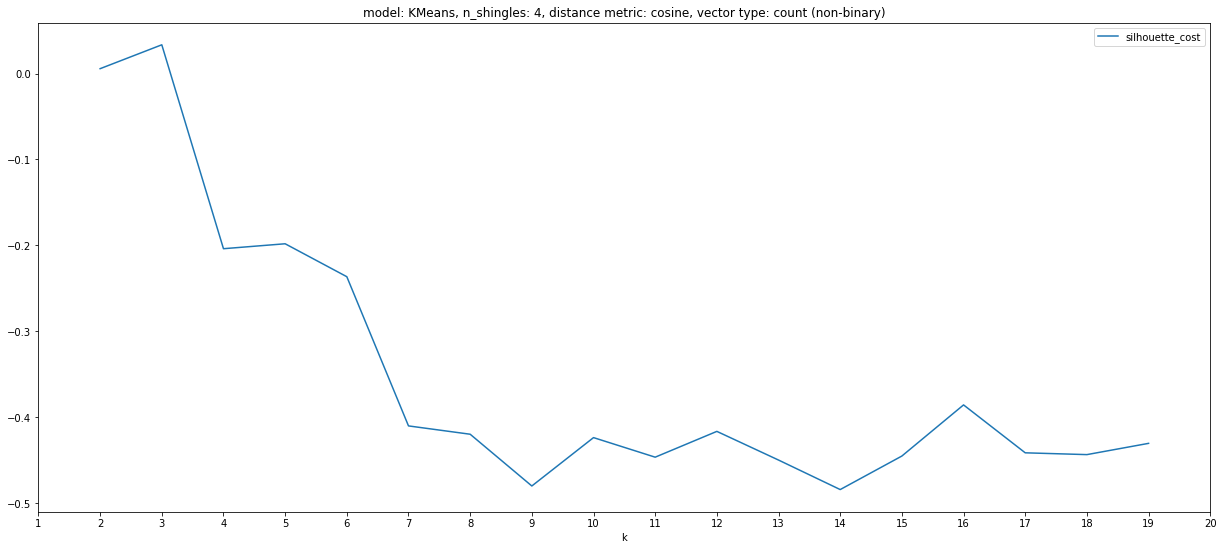 model: KMeans, n_shingles: 4, distance metric: cosine, vector type: count (non-binary)
silhouette_cost
0.0
−0.1
−0.2
−0.3
−0.4
−0.5
1 2 3 4 5 6 7 8 9 10 11 12 13 14 15 16 17 18 19 20
k